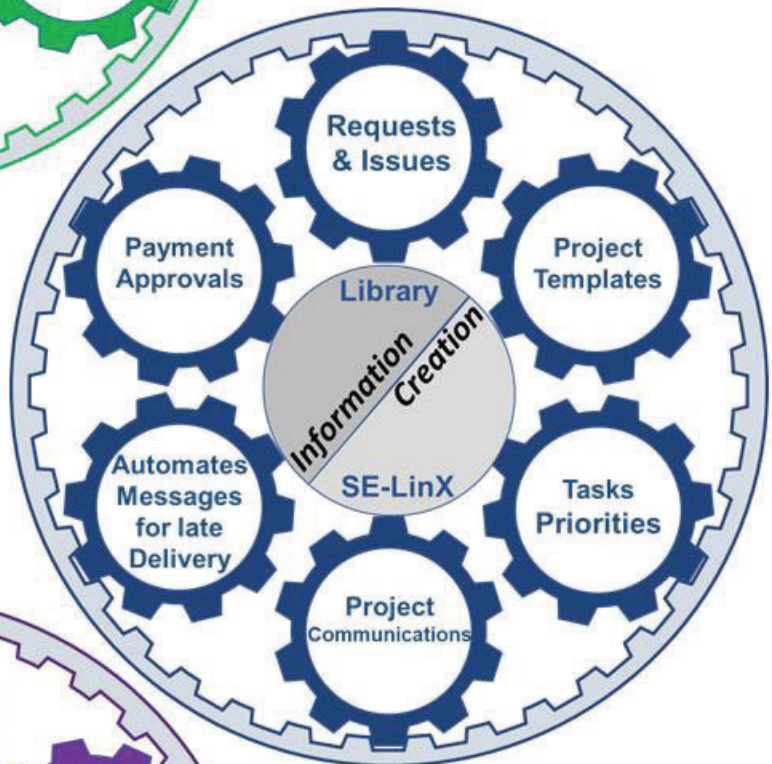 Requests
& Issues
Payment
Approvals
Project
Templates
Library
Information
Creation
SE-LinX
Automates
Messages
for late
Delivery
Tasks
Priorities
Project
Communications